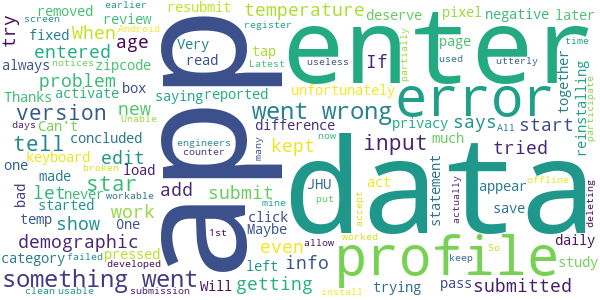 screen
earlier
Android
notices
removed
review
resubmit
temperature
deserve
pixel
negative
later
try
fixed
When
register
Latest
useless
utterly
used
time
entered
age
tap
Very
read
If
page
partially
enter
always
zipcode
Thanks
activate
box
saying
reported
unfortunately
problem
error
together
reinstalling
participate
version
new
went wrong
says
All
start
days
Can't
Unable
engineers
counter
difference
privacy
much
tell
concluded
many
kept
now
input
tried
one
keyboard
edit
app
data
bad
made
load
star
add
submit
JHU
put
act
statement
appear
actually
save
offline
deleting
let
never
broken
workable
started
mine
click
accept
temp
One
show
work
Maybe
even
profile
demographic
1st
left
info
worked
So
daily
category
failed
pressed
allow
keep
study
something went
Will
getting
trying
pass
submitted
clean
usable
developed
submission
install